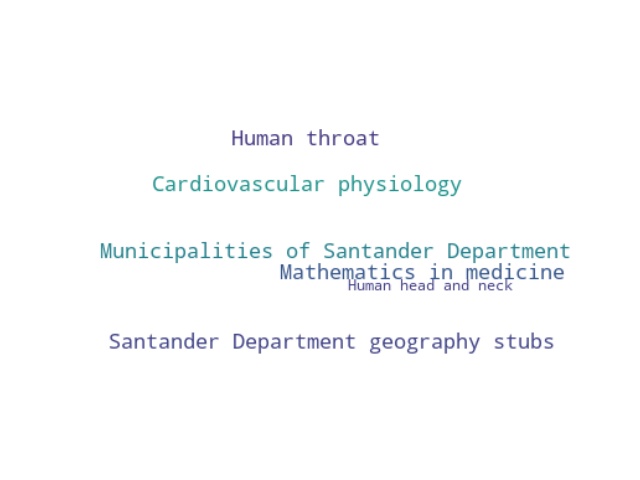 Human throat
Cardiovascular physiology
Municipalities of Santander Department
Mathematics in medicine
Human head and neck
Santander Department geography stubs